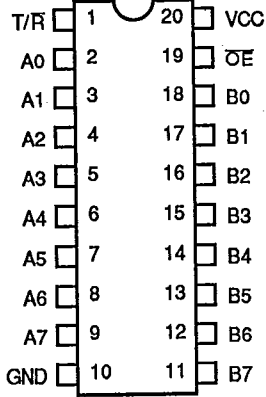 T/R̅ 1 20 VCC
A0 2 19 O̅E̅
A1 3 18 B0
A2 4 17 B1
A3 5 16 B2
A4 6 15 B3
A5 7 14 B4
A6 8 13 B5
A7 9 12 B6
GND 10 11 B7